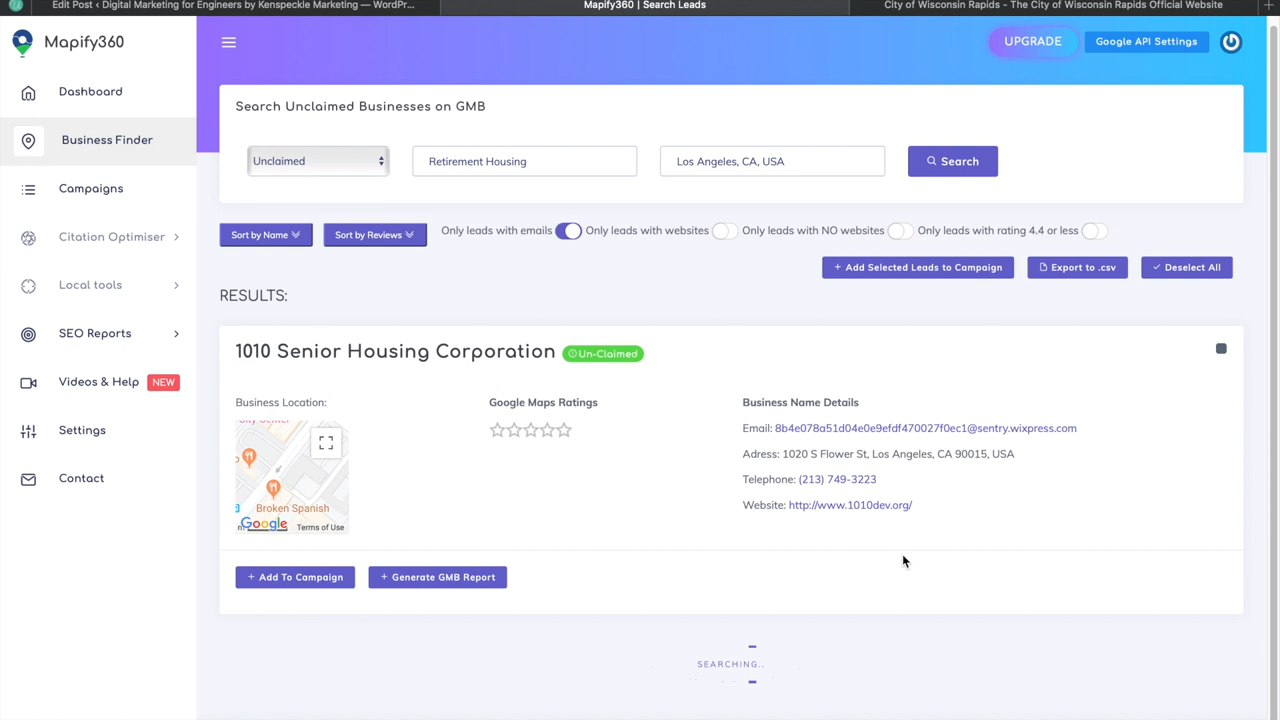 Edit Post ‹ Digital Marketing for Engineers by Kenspeckle Marketing — WordPr...
Mapify360 | Search Leads
City of Wisconsin Rapids - The City of Wisconsin Rapids Official Website
Mapify360
UPGRADE
Google API Settings
Dashboard
Business Finder
Campaigns
Citation Optimiser
Local tools
SEO Reports
Videos & Help NEW
Settings
Contact
Search Unclaimed Businesses on GMB
Unclaimed
Retirement Housing
Los Angeles, CA, USA
Search
Sort by Name
Sort by Reviews
Only leads with emails
Only leads with websites
Only leads with NO websites
Only leads with rating 4.4 or less
+ Add Selected Leads to Campaign
Export to .csv
Deselect All
RESULTS:
1010 Senior Housing Corporation
Un-Claimed
Business Location:
City Center
Broken Spanish
Google
Terms of Use
Google Maps Ratings
Business Name Details
Email: 8b4e078a51d04e0e9efdf470027f0ec1@sentry.wixpress.com
Adress: 1020 S Flower St, Los Angeles, CA 90015, USA
Telephone: (213) 749-3223
Website: http://www.1010dev.org/
+ Add To Campaign
+ Generate GMB Report
SEARCHING..